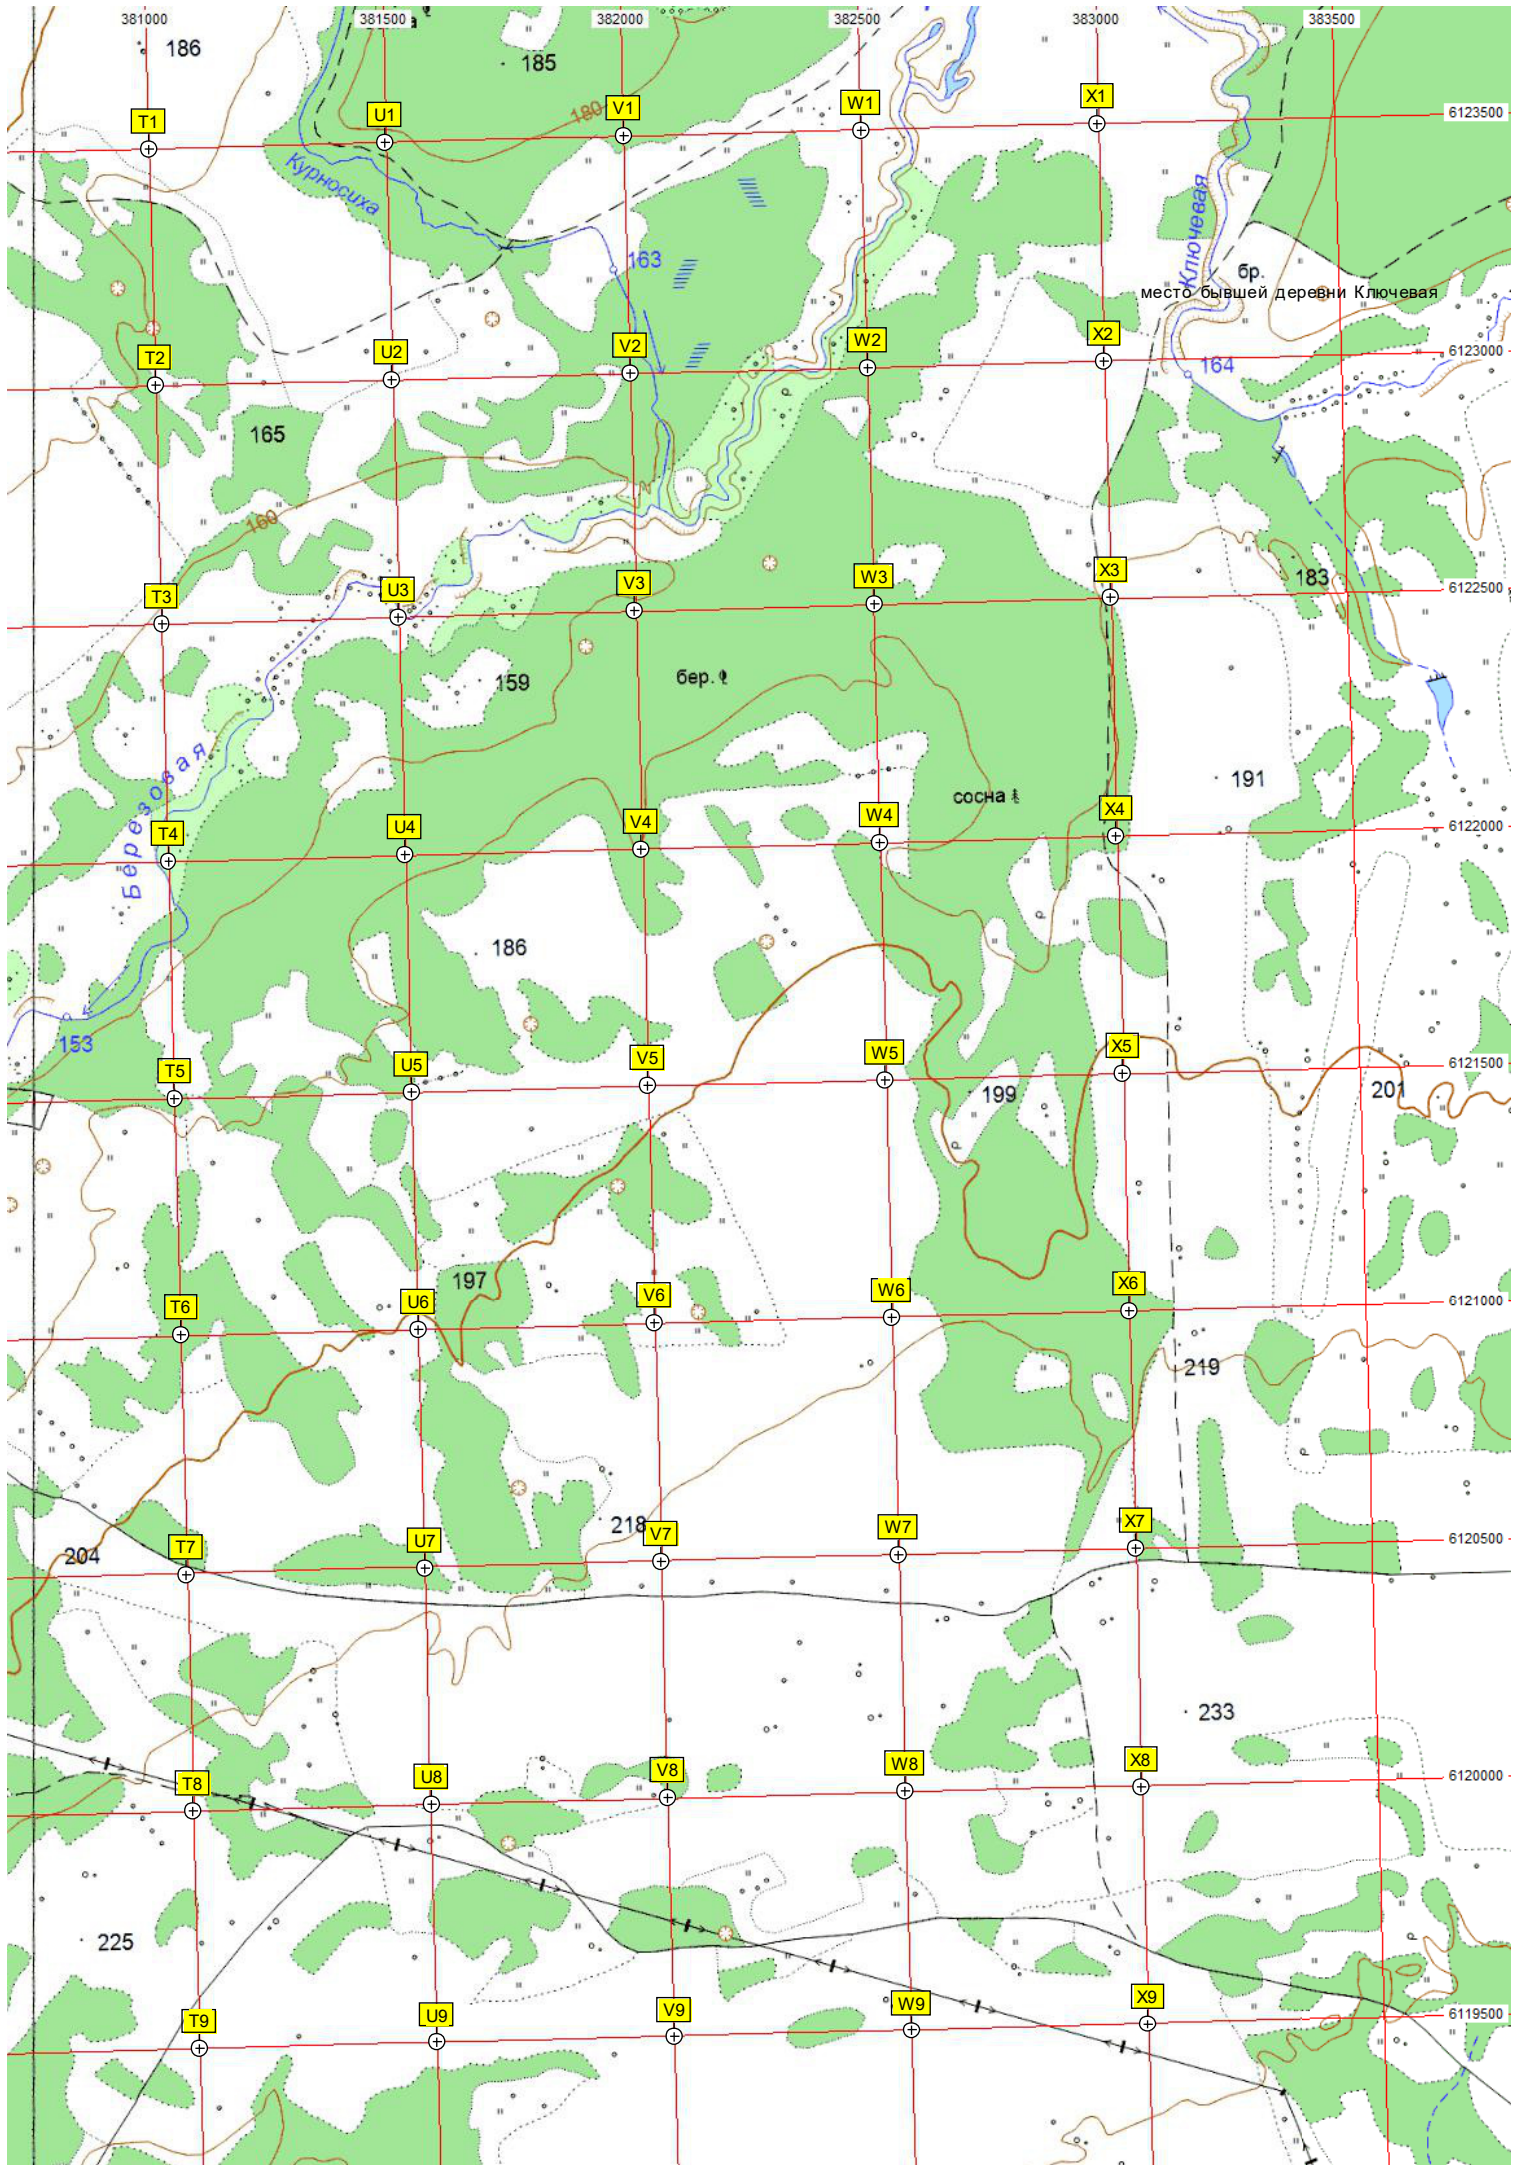 381000 381500 382000 382500 383000 383500
186
185
180
T1 U1 V1 W1 X1 6123500
Курносиха
Ключевая
163
бр.
место бывшей деревни Ключевая
T2 U2 V2 W2 X2 6123000
164
165
160
183
T3 U3 V3 W3 X3 6122500
159
бер.
Березовая
191
сосна
T4 U4 V4 W4 X4 6122000
186
153
T5 U5 V5 W5 X5 6121500
199
201
197
T6 U6 V6 W6 X6 6121000
219
218
204
T7 U7 V7 W7 X7 6120500
233
T8 U8 V8 W8 X8 6120000
225
T9 U9 V9 W9 X9 6119500